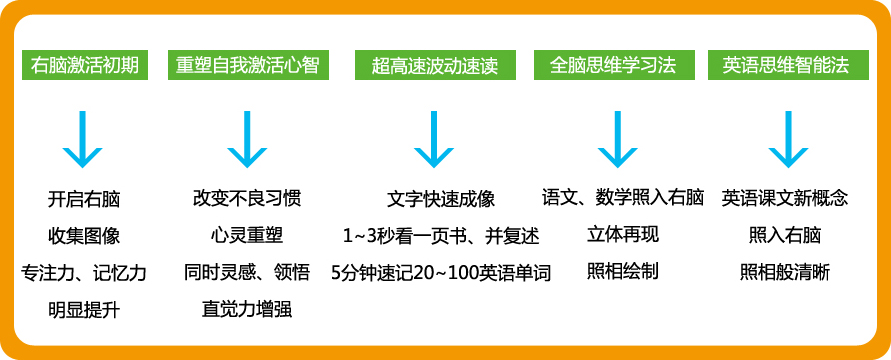 右脑激活初期
开启右脑
收集图像
专注力、记忆力
明显提升
重塑自我激活心智
改变不良习惯
心灵重塑
同时灵感、领悟
直觉力增强
超高速波动速读
文字快速成像
1~3秒看一页书、并复述
5分钟速记20~100英语单词
全脑思维学习法
语文、数学照入右脑
立体再现
照相绘制
英语思维智能法
英语课文新概念
照入右脑
照相般清晰